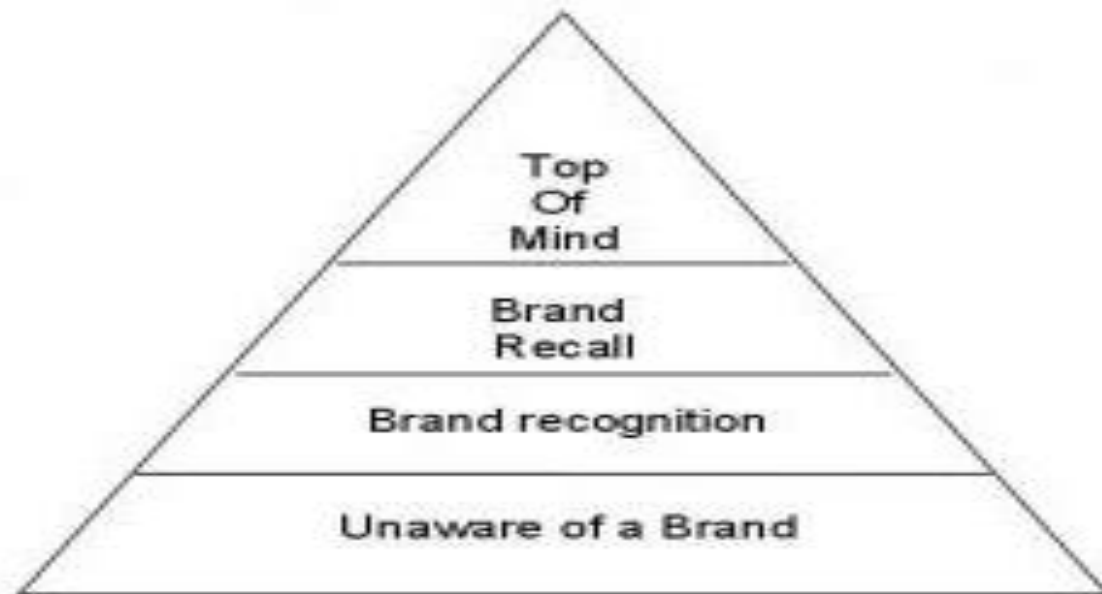 Top
Of
Mind
Brand
Recall
Brand recognition
Unaware of a Brand